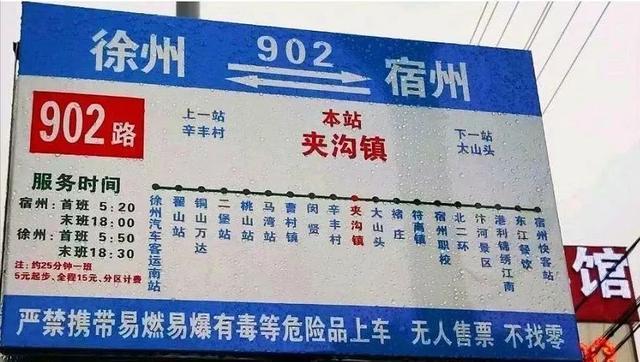 徐州
902
宿州
902路
上一站
辛丰村
本站
夹沟镇
下一站
太山头
服务时间
宿州:首班 5:20
末班18:00
徐州:首班 5:50
末班18:30
注:约25分钟一班
5元起步、全程15元、分区计费
徐州汽车客运南站
翟山站
铜山万达
二堡站
桃山站
马湾站
曹村镇
闵贤
辛丰村
夹沟镇
大山头
褚庄
符离镇
宿州职校
北二环
汴河景区
港利锦绣江南
东江餐饮
宿州快客站
严禁携带易燃易爆有毒等危险品上车 无人售票 不找零
馆